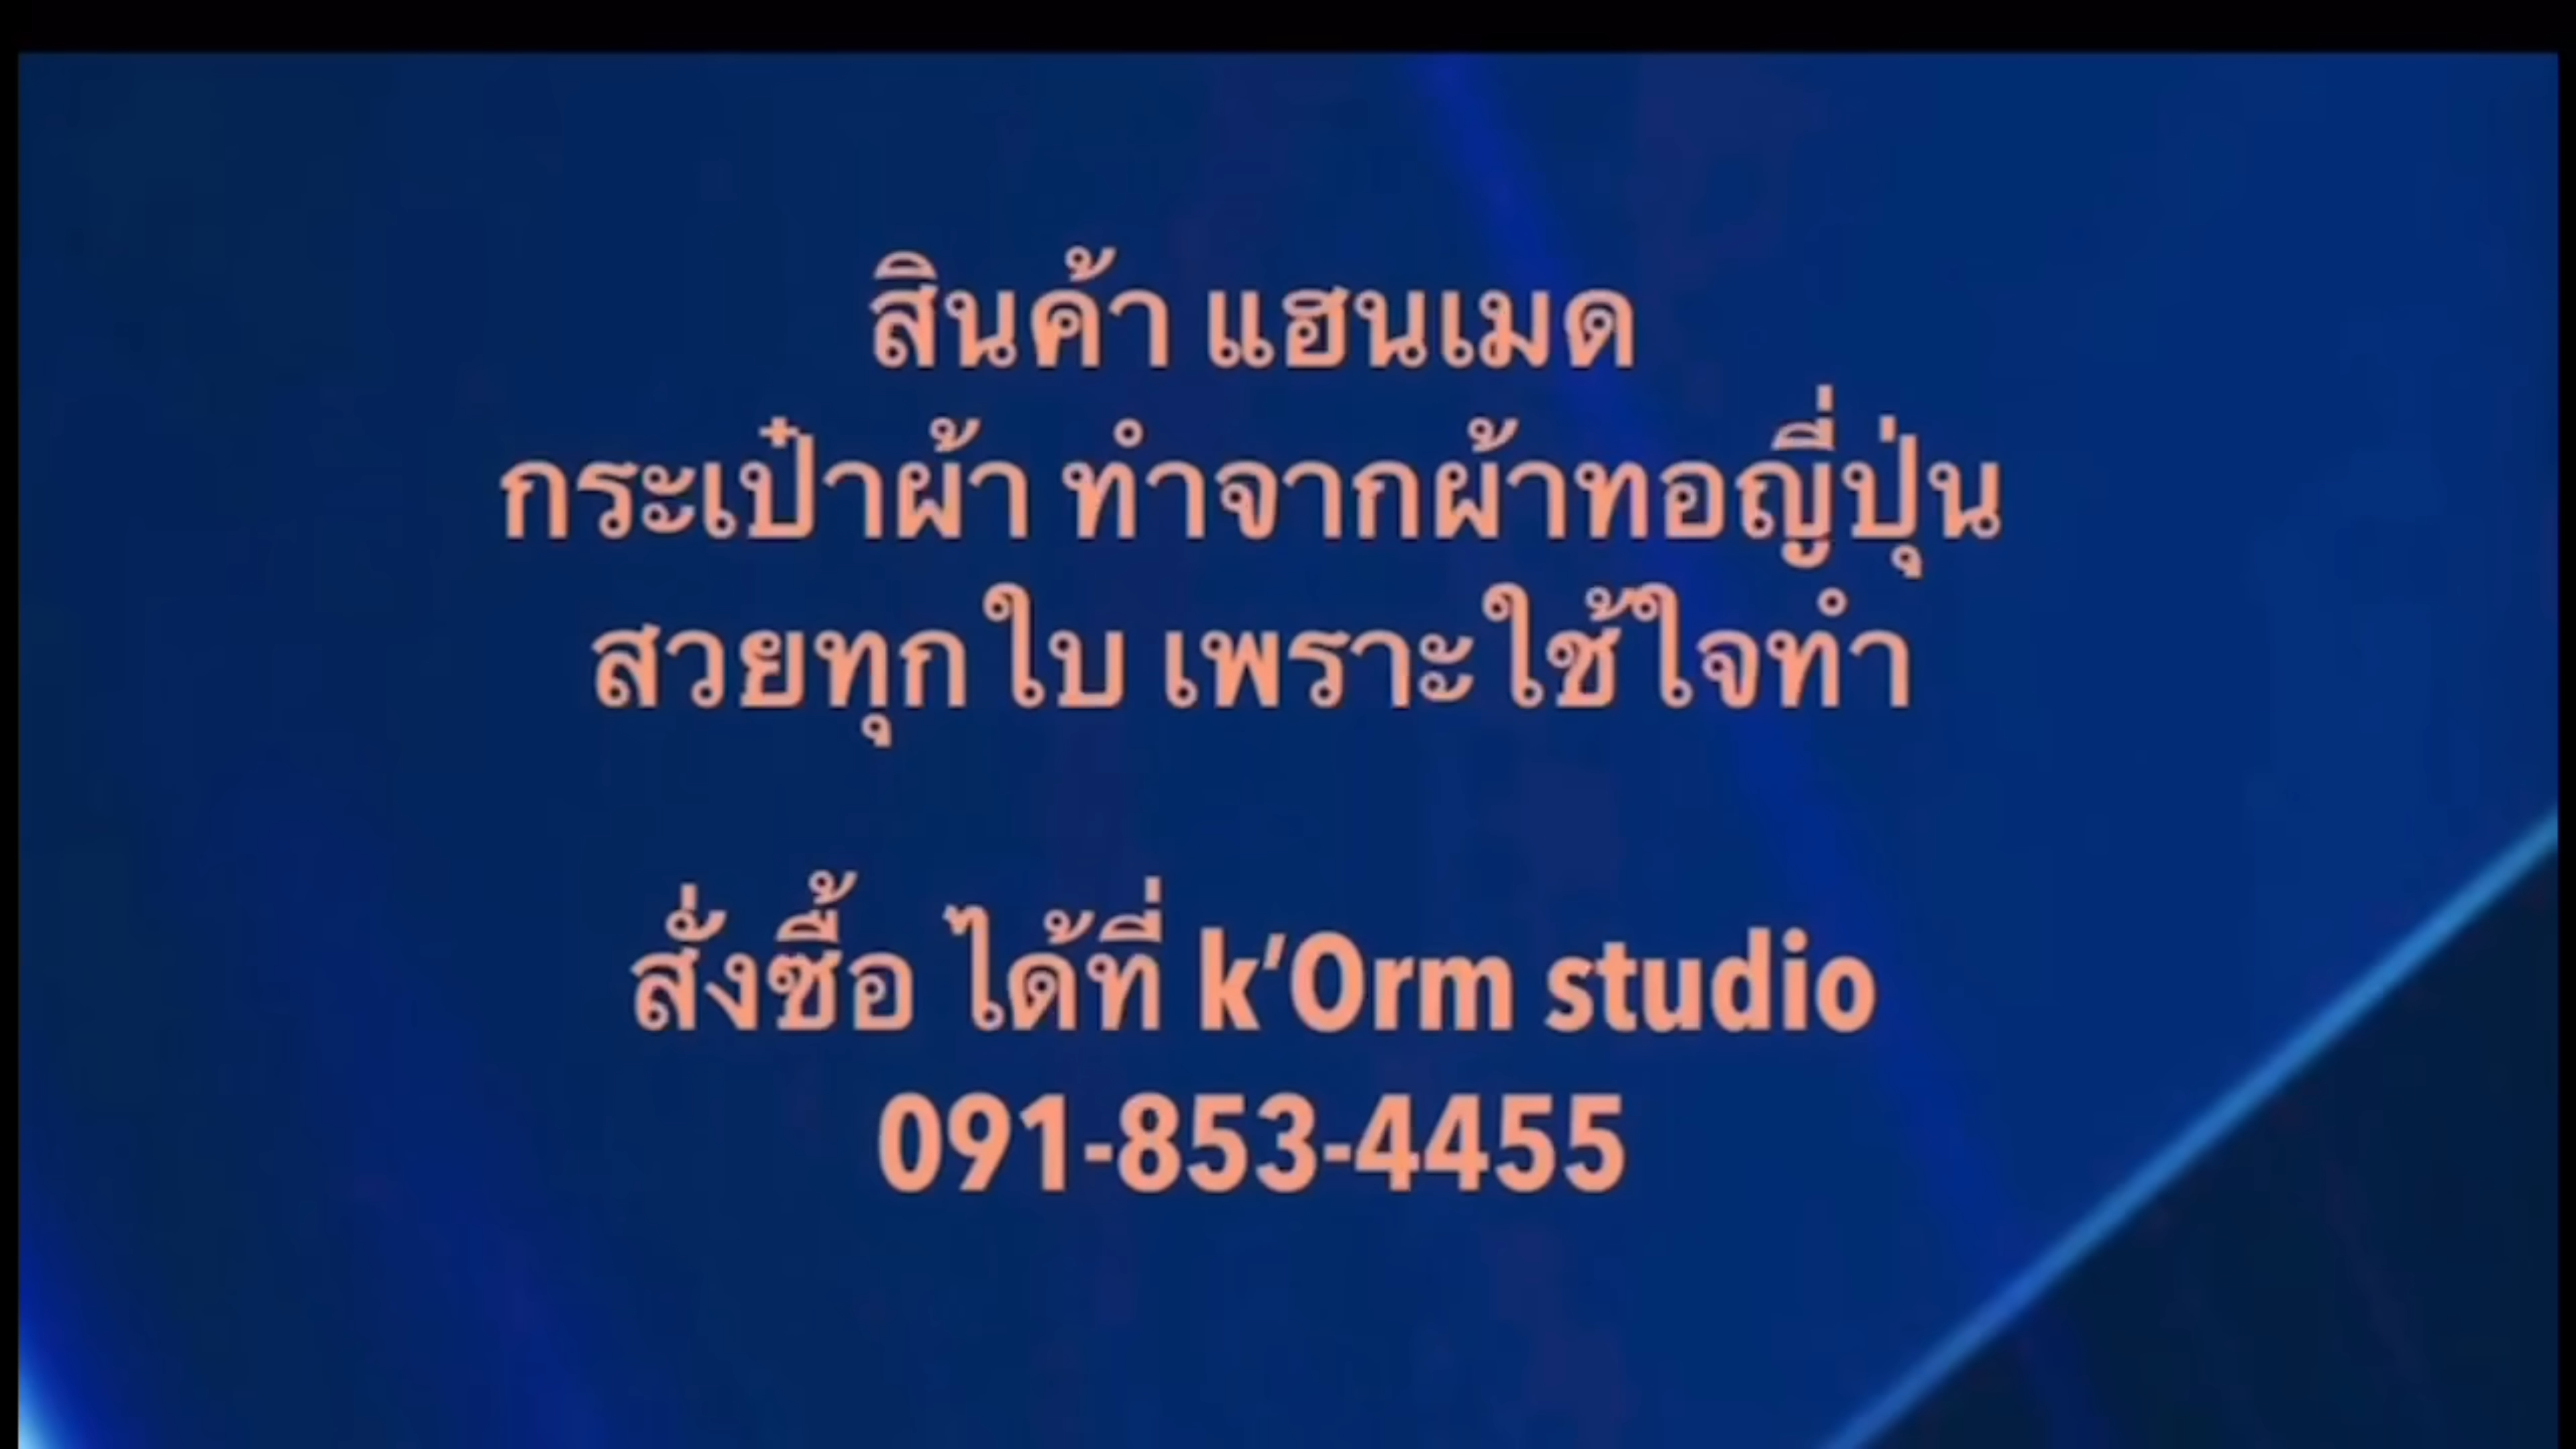 สินค้า แฮนเมด
กระเป๋าผ้า ทำจากผ้าทอญี่ปุ่น
สวยทุกใบ เพราะใช้ใจทำ
สั่งซื้อ ได้ที่ k’Orm studio
091-853-4455